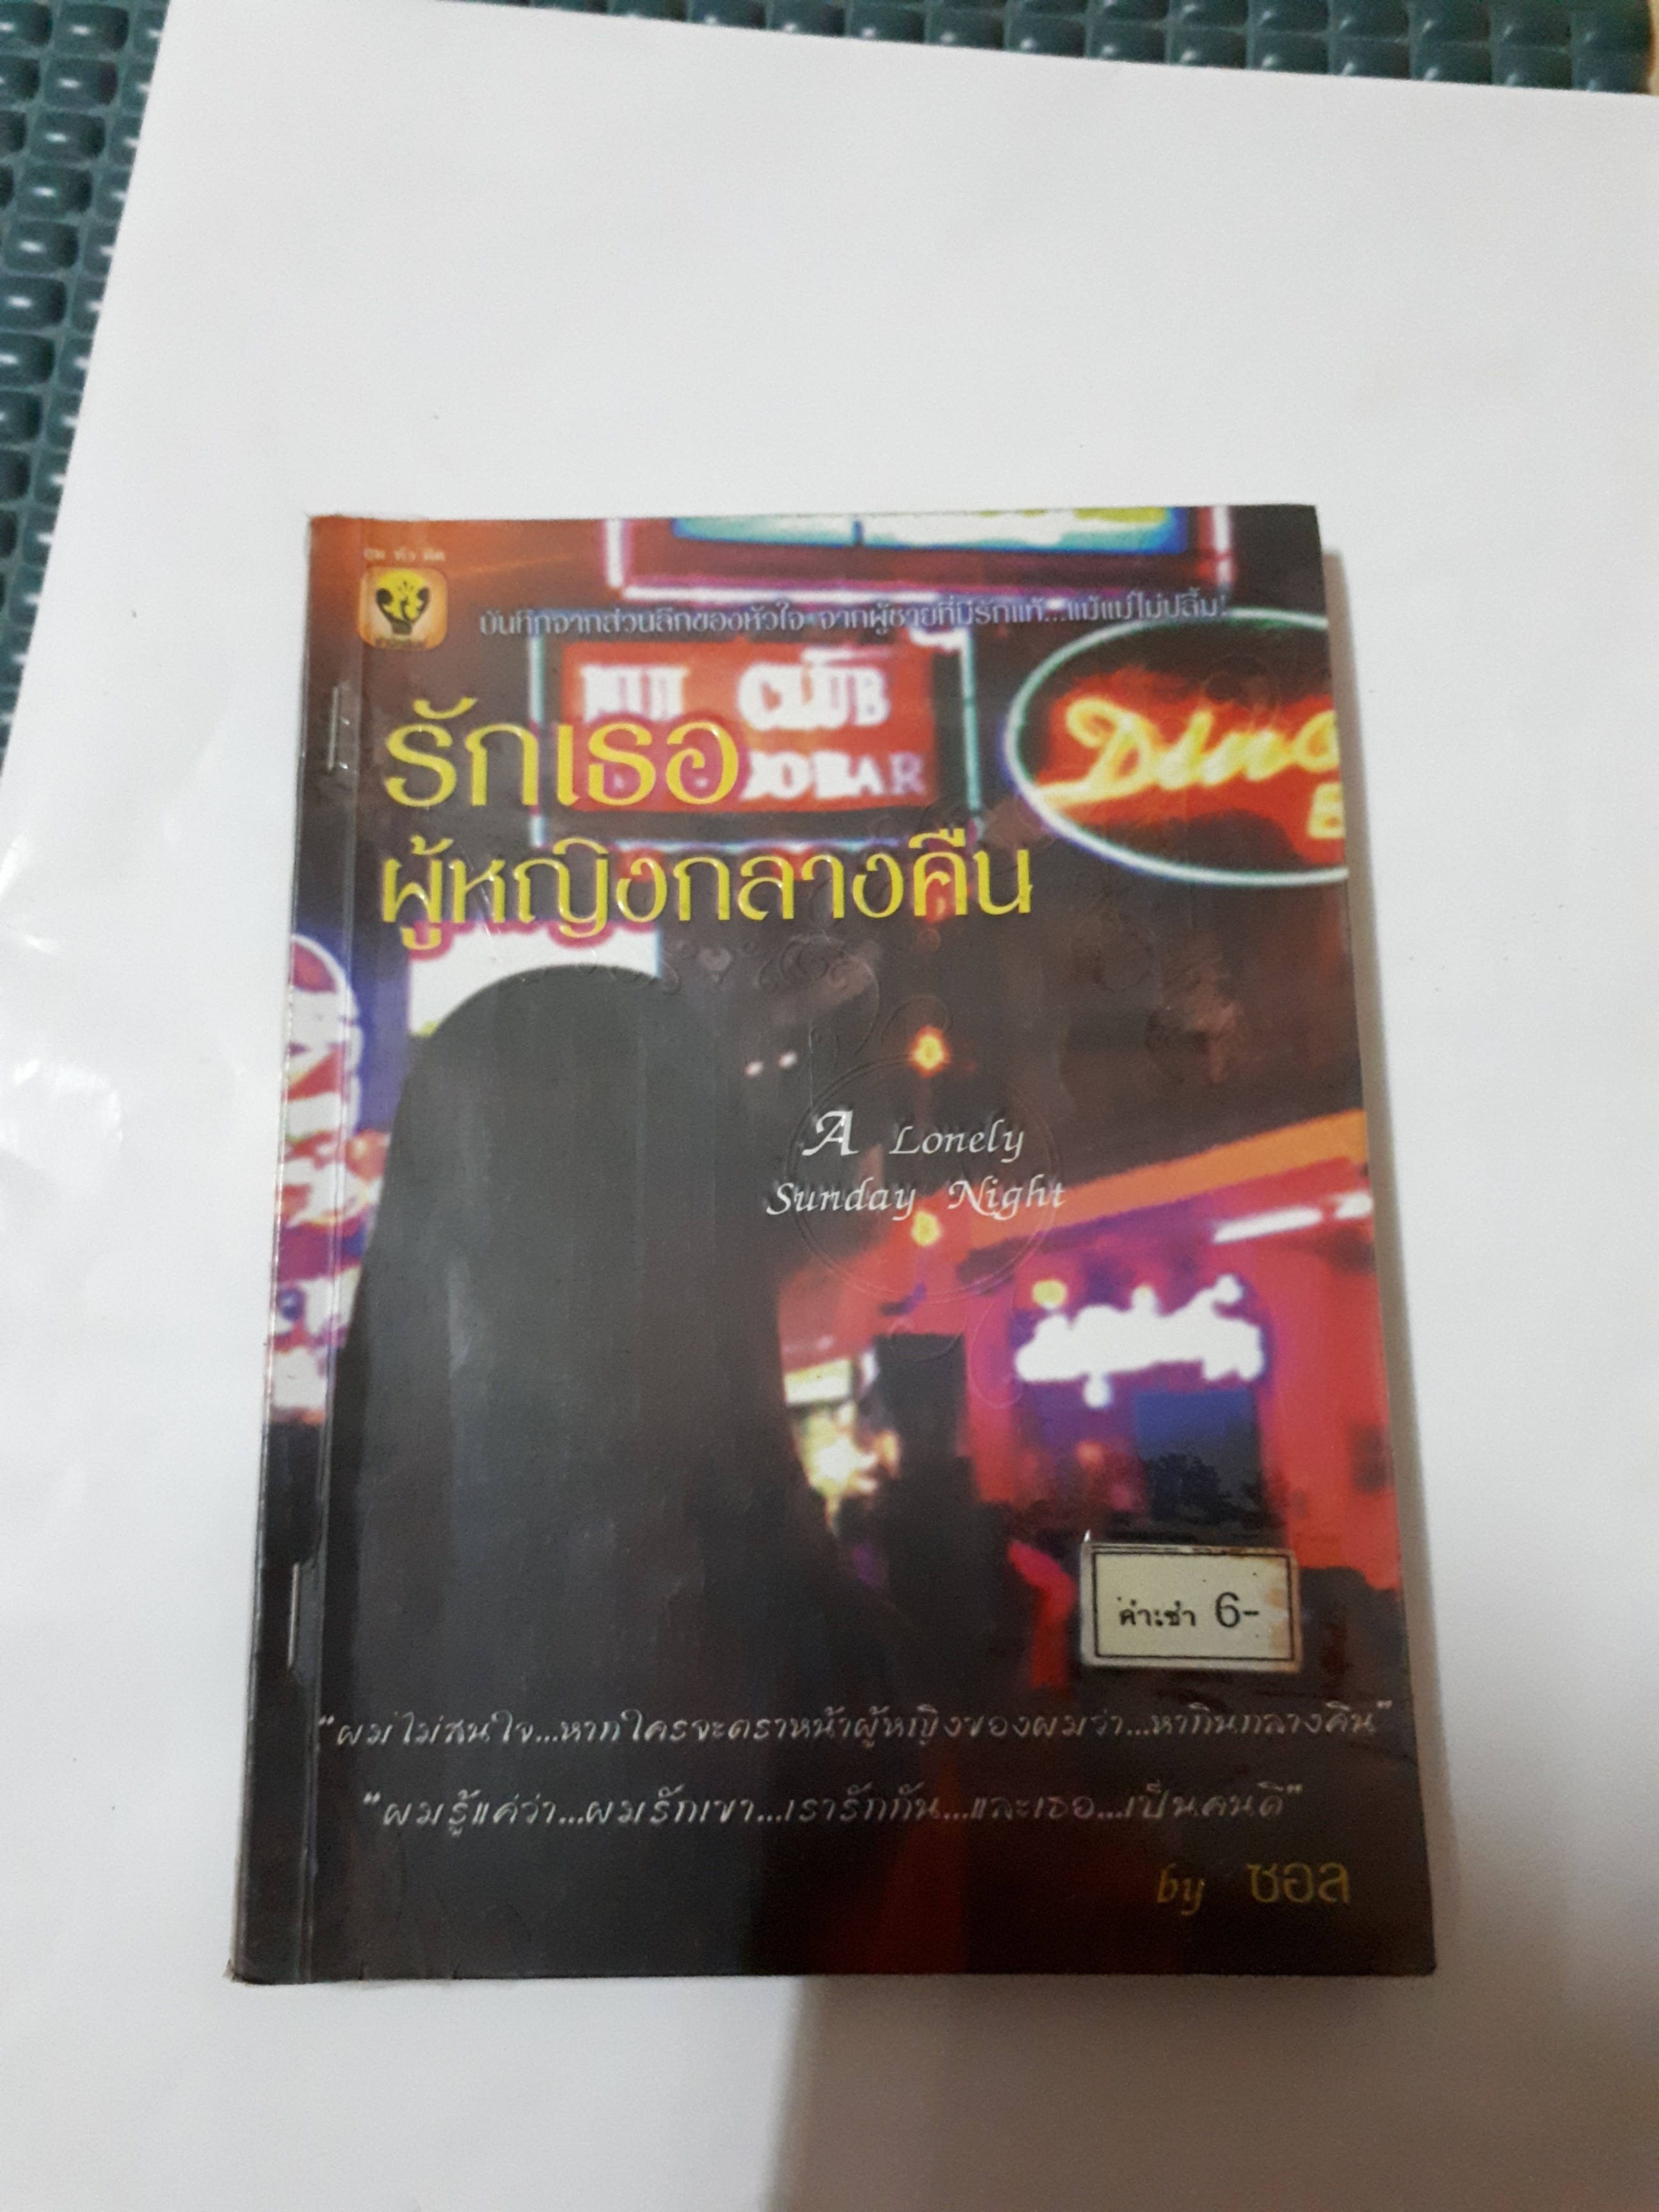 บันทึกจากส่วนลึกของหัวใจ จากผู้ชายที่มีรักแท้...แม้แม่ไม่ปลื้ม!
CLUB
รักเธอ
BAR
ผู้หญิงกลางคืน
A Lonely
Sunday Night
ค่าเช่า 6-
"ผมไม่สนใจ...หากใครจะตราหน้าผู้หญิงของผมว่า...หากินกลางคืน"
"ผมรู้แค่ว่า...ผมรักเขา...เรารักกัน...และเธอ...เป็นคนดี"
by ซอล